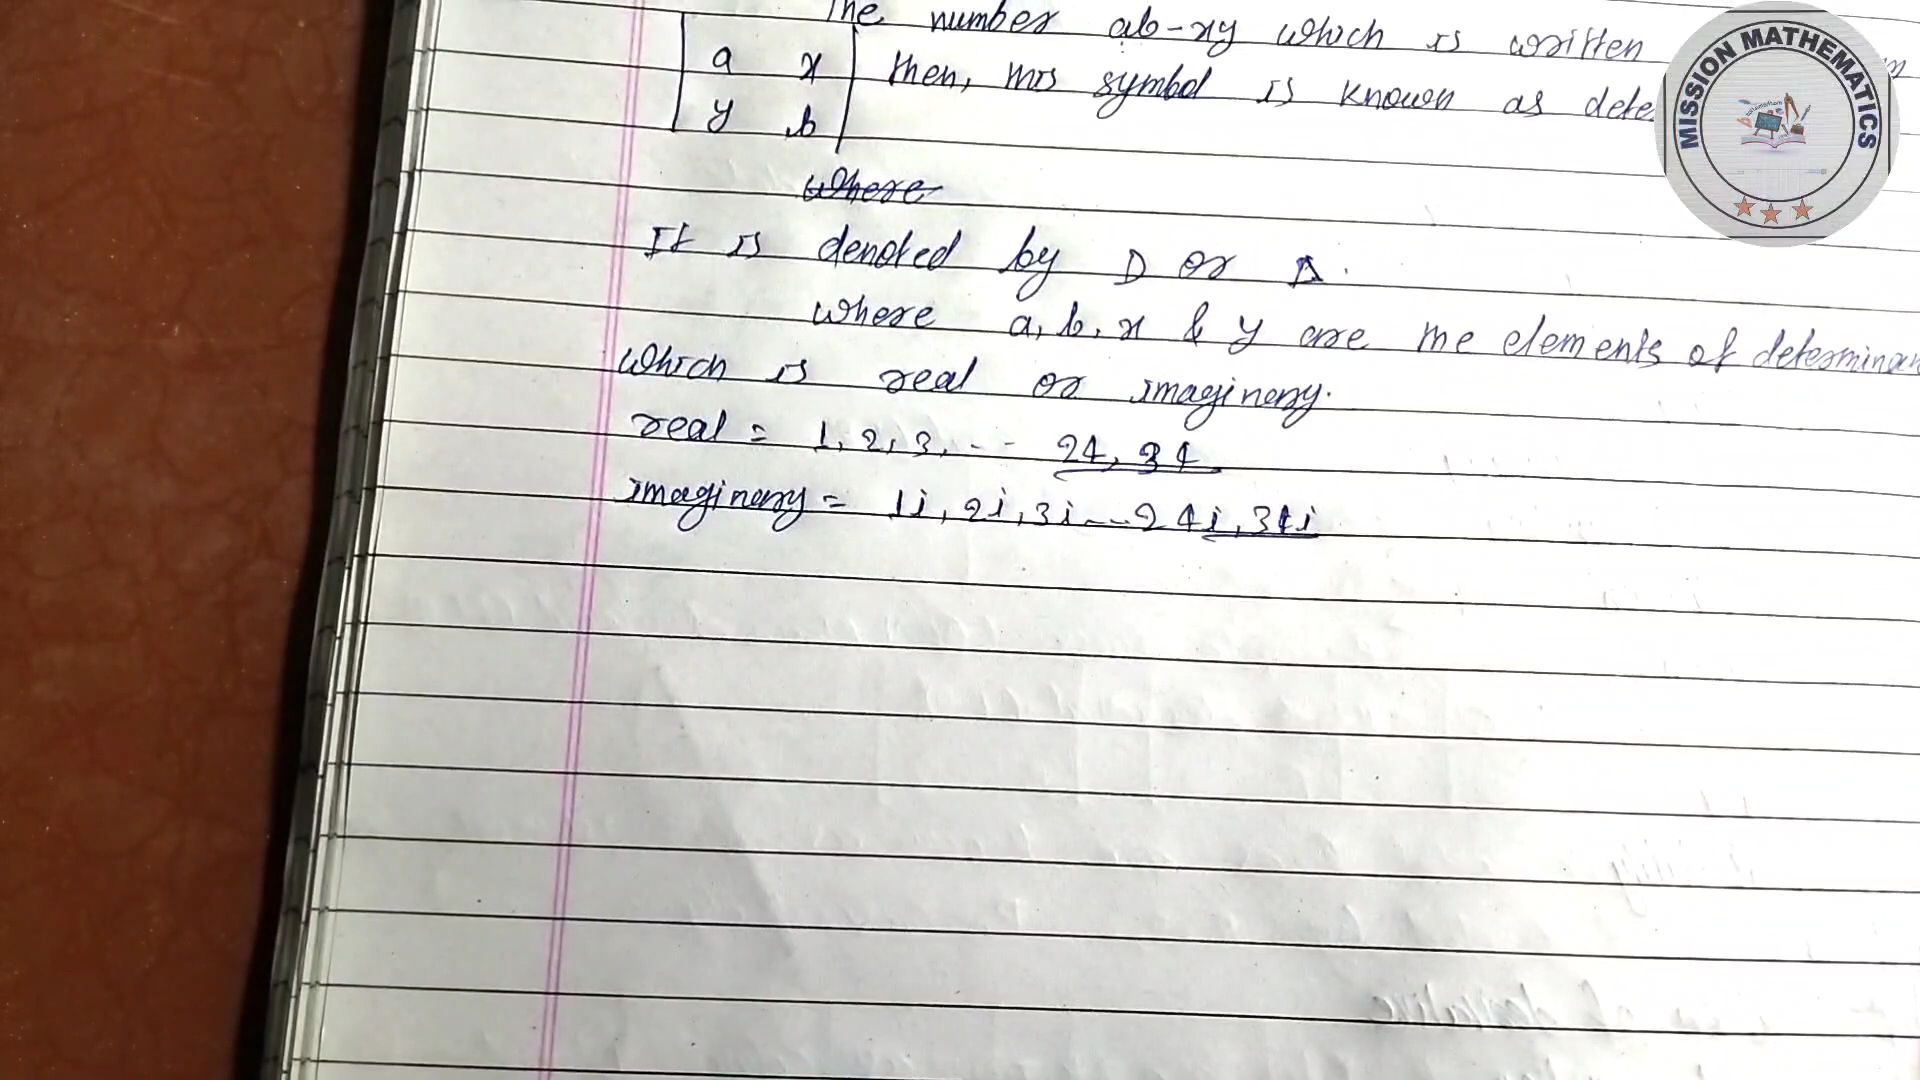 The number ab-xy which is written
| a x | then, this symbol is known as dete
| y b |
where
It is denoted by D or Δ.
where a, b, x & y are the elements of determinan
which is real or imaginary.
real = 1, 2, 3, -- 24, 34
imaginary = 1i, 2i, 3i --- 24i, 34i
MISSION MATHEMATICS